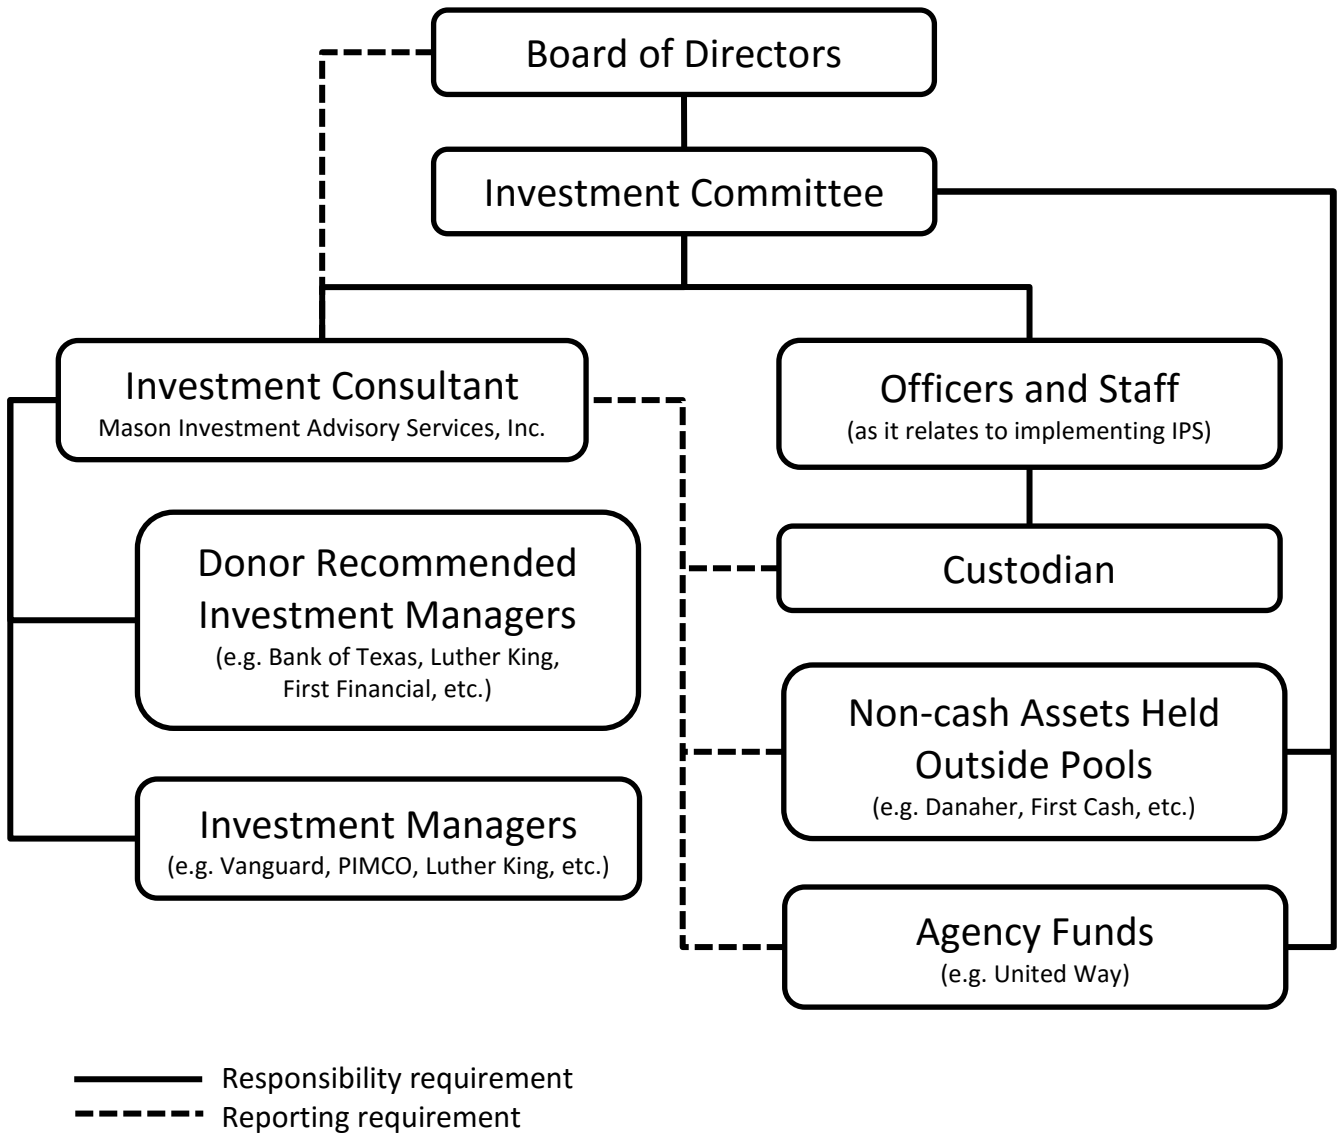 Board of Directors
Investment Committee
Investment Consultant
Mason Investment Advisory Services, Inc.
Officers and Staff
(as it relates to implementing IPS)
Donor Recommended
Investment Managers
(e.g. Bank of Texas, Luther King,
First Financial, etc.)
Custodian
Non-cash Assets Held
Outside Pools
(e.g. Danaher, First Cash, etc.)
Investment Managers
(e.g. Vanguard, PIMCO, Luther King, etc.)
Agency Funds
(e.g. United Way)
Responsibility requirement
Reporting requirement